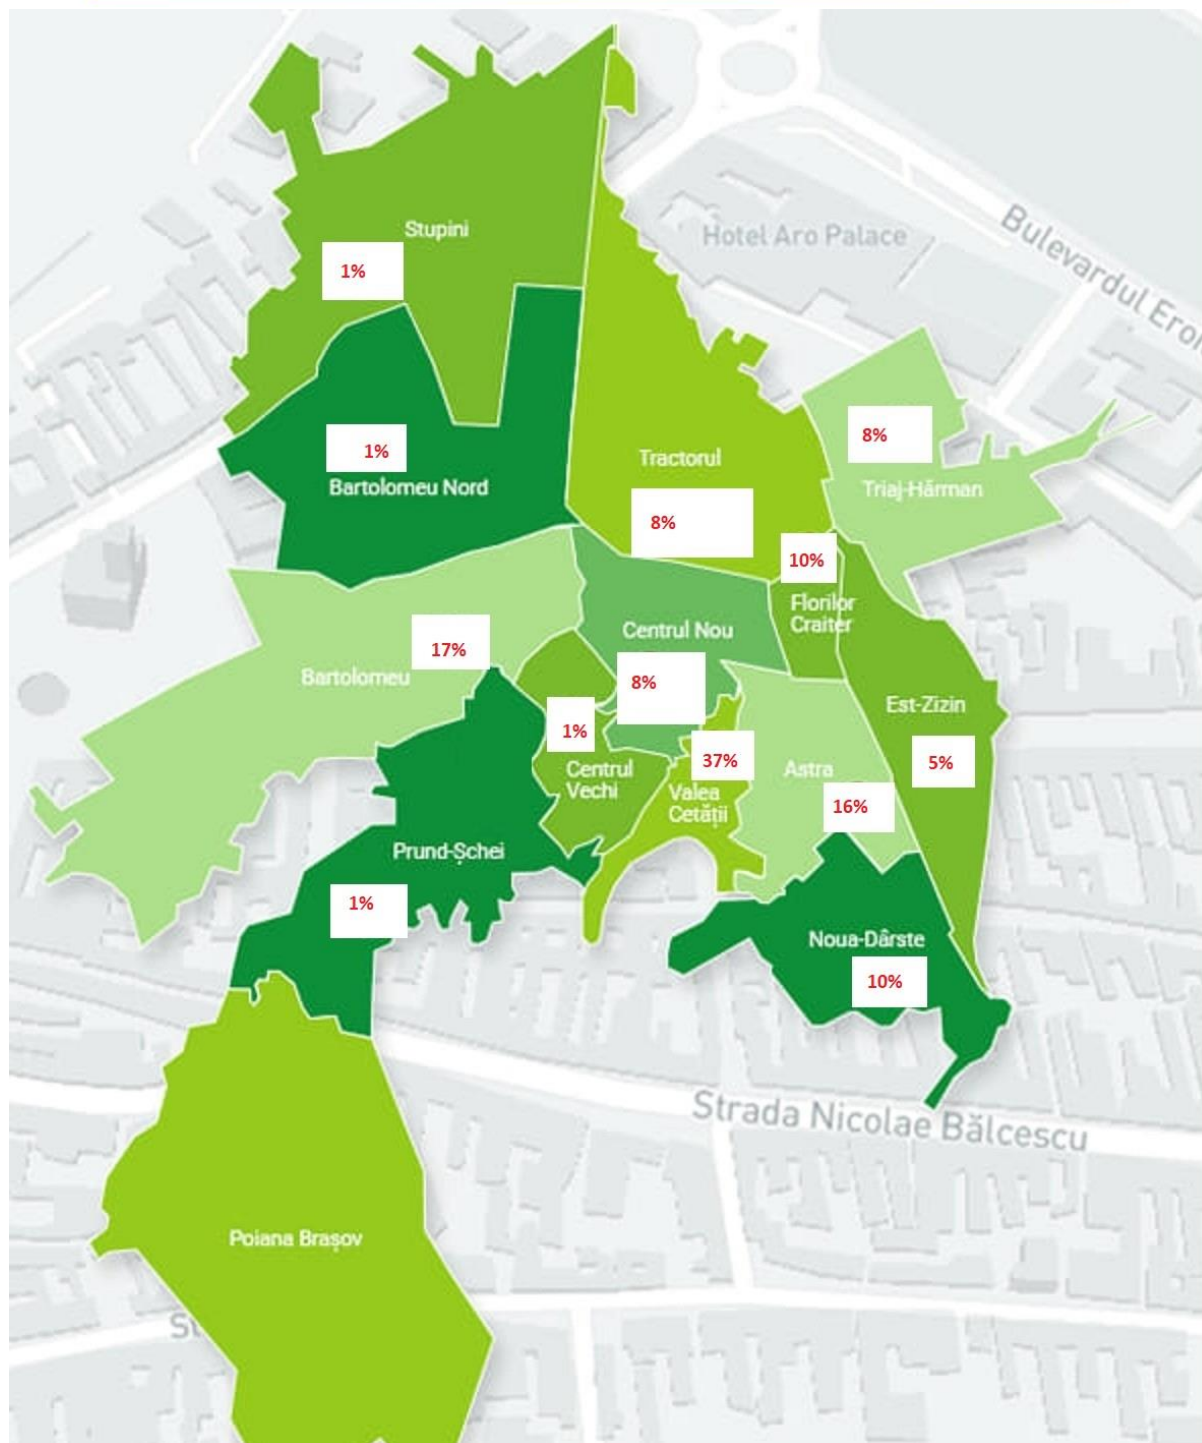 Stupini
1%
Hotel Aro Palace
Bulevardul Eroi
1%
Bartolomeu Nord
Tractorul
8%
8%
Triaj-Hărman
10%
Florilor
Craiter
Centrul Nou
8%
17%
Bartolomeu
Est-Zizin
5%
1%
Centrul
Vechi
37%
Valea
Cetății
Astra
16%
Prund-Șchei
1%
Noua-Dârste
10%
Strada Nicolae Bălcescu
Poiana Brașov
St